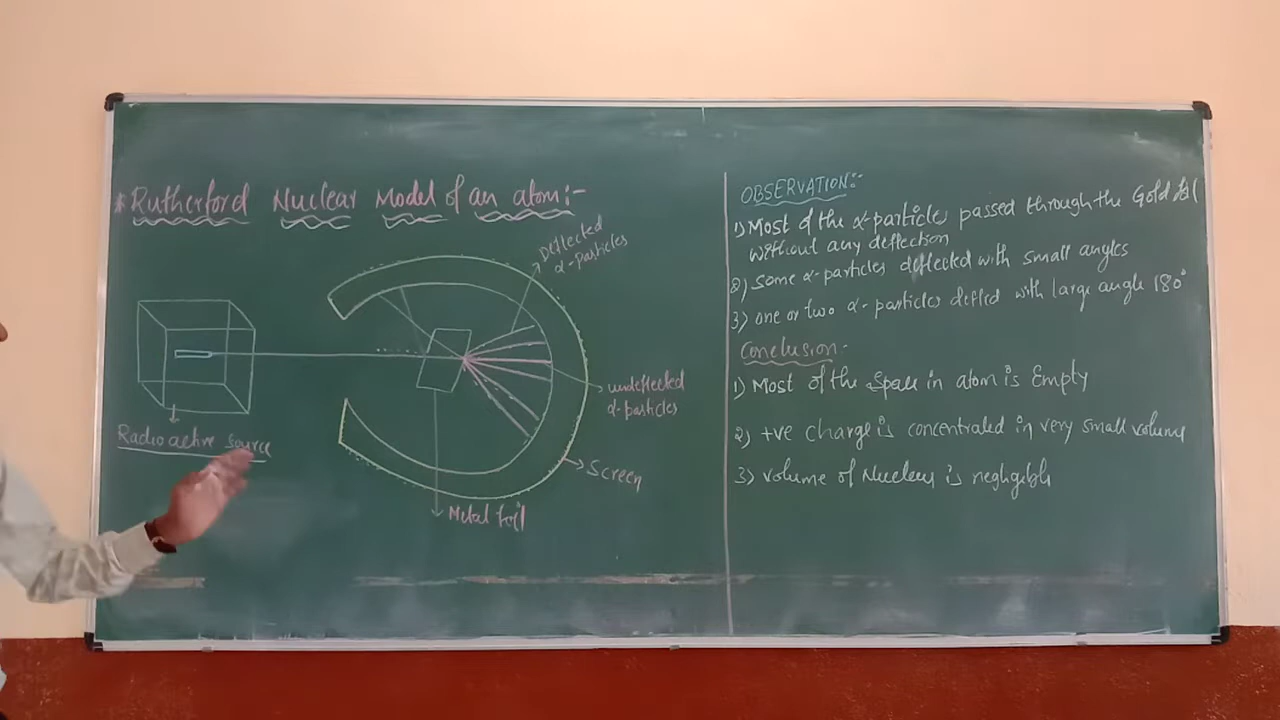 * Rutherford Nuclear Model of an atom:-
Deflected
α-particles
undeflected
α-particles
Screen
Metal foil
Radioactive source
OBSERVATION:-
1) Most of the α-particles passed through the Gold foil
without any deflection
2) Some α-particles deflected with small angles
3) one or two α-particles defled with large angle 180°
Conclusion:-
1) Most of the Space in atom is Empty
2) +ve charge is concentrated in very small volume
3) volume of Nucleus is negligible